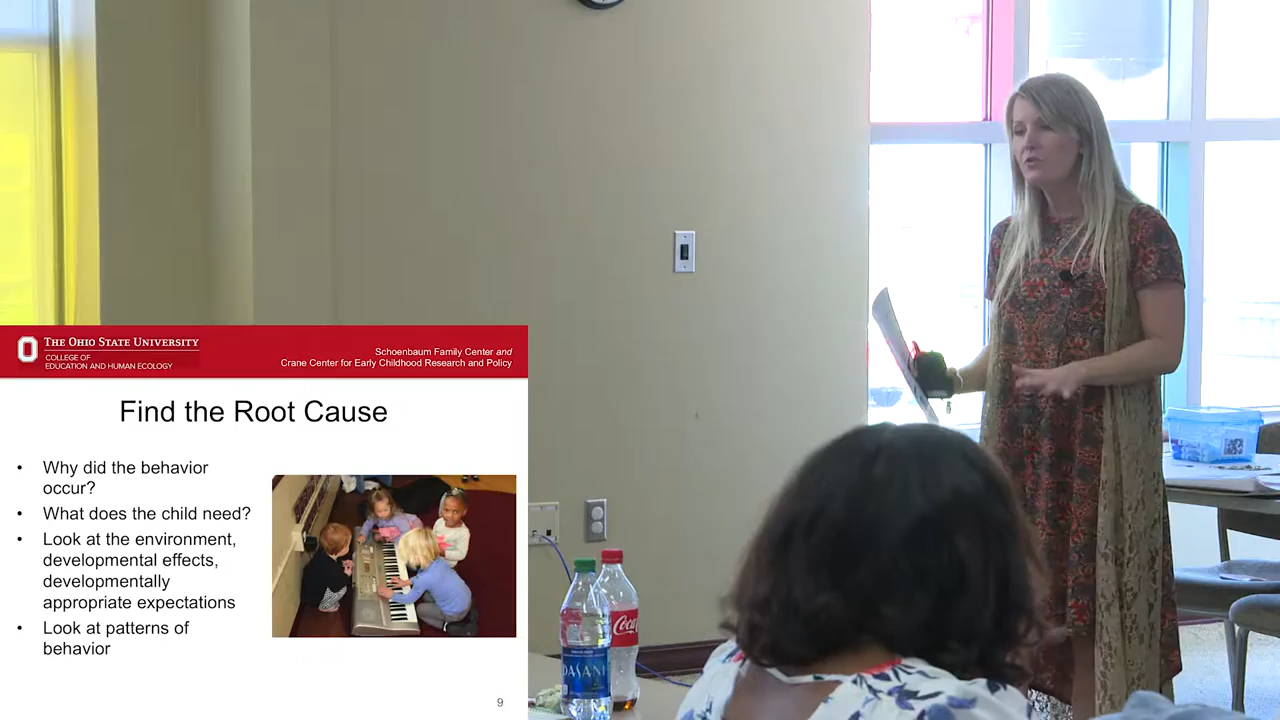 THE OHIO STATE UNIVERSITY
COLLEGE OF
EDUCATION AND HUMAN ECOLOGY
Schoenbaum Family Center and
Crane Center for Early Childhood Research and Policy
Find the Root Cause
• Why did the behavior
occur?
• What does the child need?
• Look at the environment,
developmental effects,
developmentally
appropriate expectations
• Look at patterns of
behavior
9
DASANI
Coca